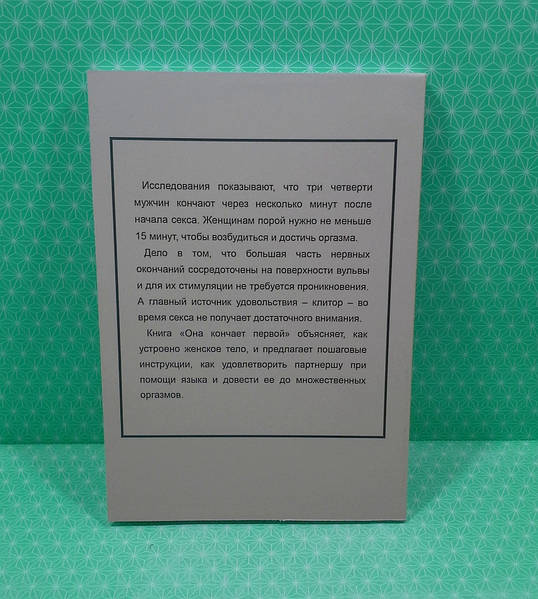 Исследования показывают, что три четверти
мужчин кончают через несколько минут после
начала секса. Женщинам порой нужно не меньше
15 минут, чтобы возбудиться и достичь оргазма.
Дело в том, что большая часть нервных
окончаний сосредоточены на поверхности вульвы
и для их стимуляции не требуется проникновения.
А главный источник удовольствия – клитор – во
время секса не получает достаточного внимания.
Книга «Она кончает первой» объясняет, как
устроено женское тело, и предлагает пошаговые
инструкции, как удовлетворить партнершу при
помощи языка и довести ее до множественных
оргазмов.